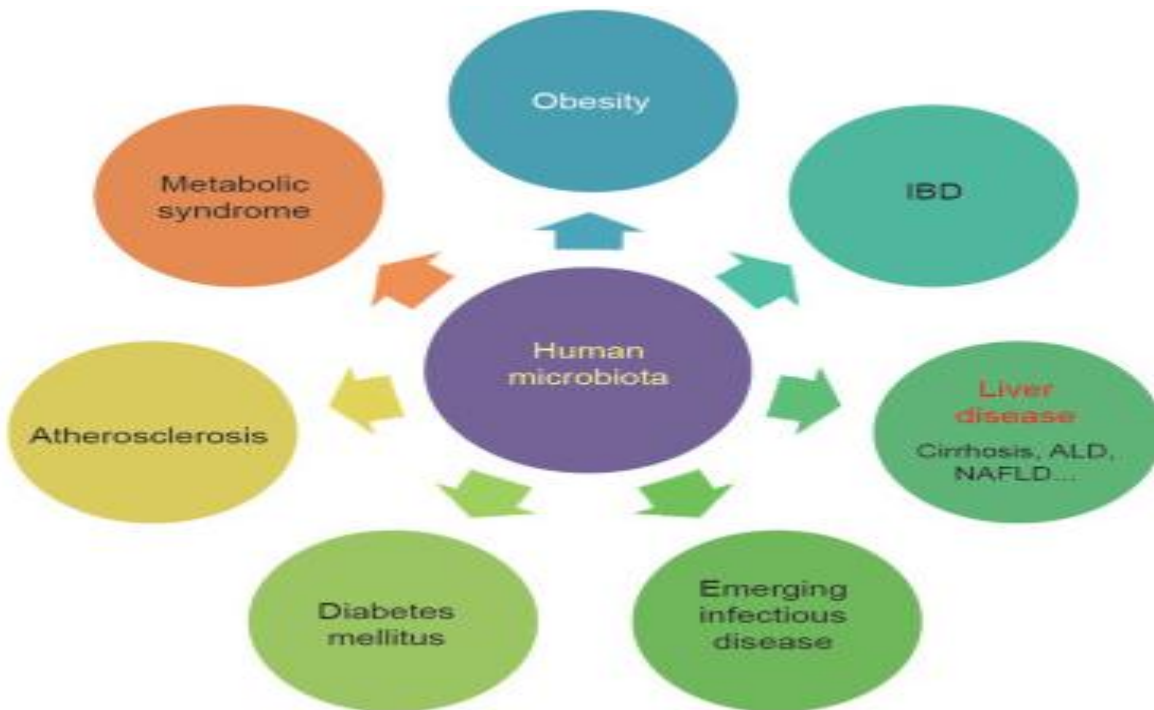 Obesity
IBD
Liver
disease
Cirrhosis, ALD,
NAFLD...
Emerging
infectious
disease
Diabetes
mellitus
Atherosclerosis
Metabolic
syndrome
Human
microbiota